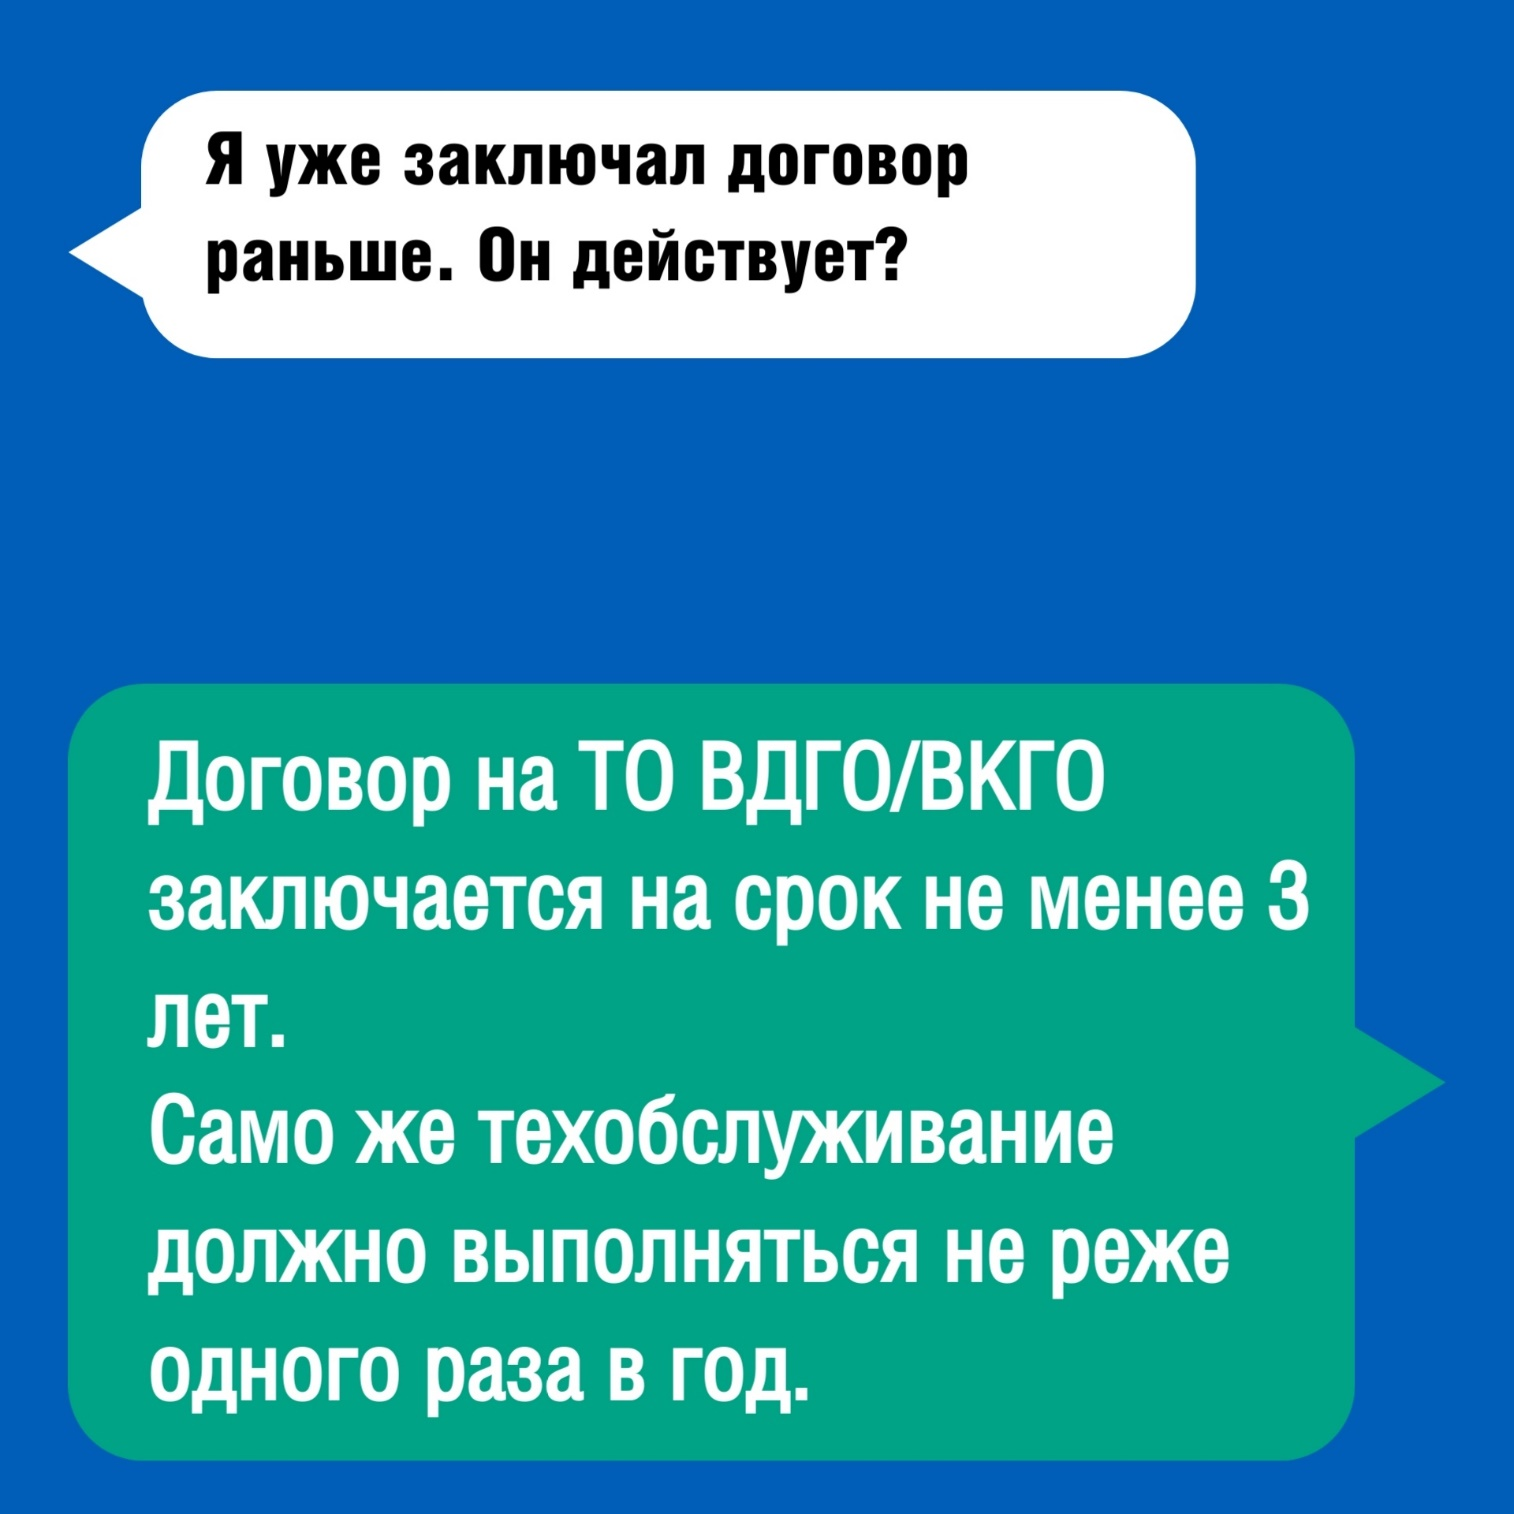 Я уже заключал договор
раньше. Он действует?
Договор на ТО ВДГО/ВКГО
заключается на срок не менее 3
лет.
Само же техобслуживание
должно выполняться не реже
одного раза в год.